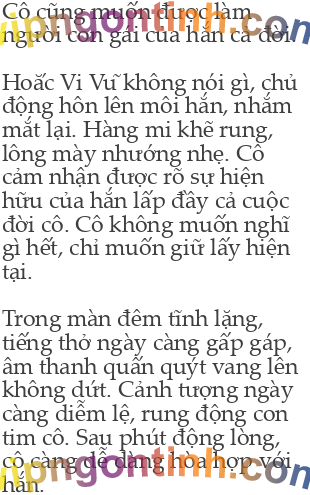 Cô cũng muốn được làm
người con gái của hắn cả đời.
Hoắc Vi Vũ không nói gì, chủ
động hôn lên môi hắn, nhắm
mắt lại. Hàng mi khẽ rung,
lông mày nhướng nhẹ. Cô
cảm nhận được rõ sự hiện
hữu của hắn lấp đầy cả cuộc
đời cô. Cô không muốn nghĩ
gì hết, chỉ muốn giữ lấy hiện
tại.
Trong màn đêm tĩnh lặng,
tiếng thở ngày càng gấp gáp,
âm thanh quấn quýt vang lên
không dứt. Cảnh tượng ngày
càng diễm lệ, rung động con
tim cô. Sau phút động lòng,
cô càng dễ dàng hòa hợp với
hắn.
vipngontinh.com
vipngontinh.com